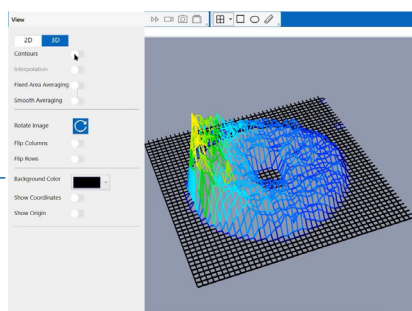 View
2D 3D
Contours
Interpolation
Fixed Area Averaging
Smooth Averaging
Rotate Image
Flip Columns
Flip Rows
Background Color
Show Coordinates
Show Origin